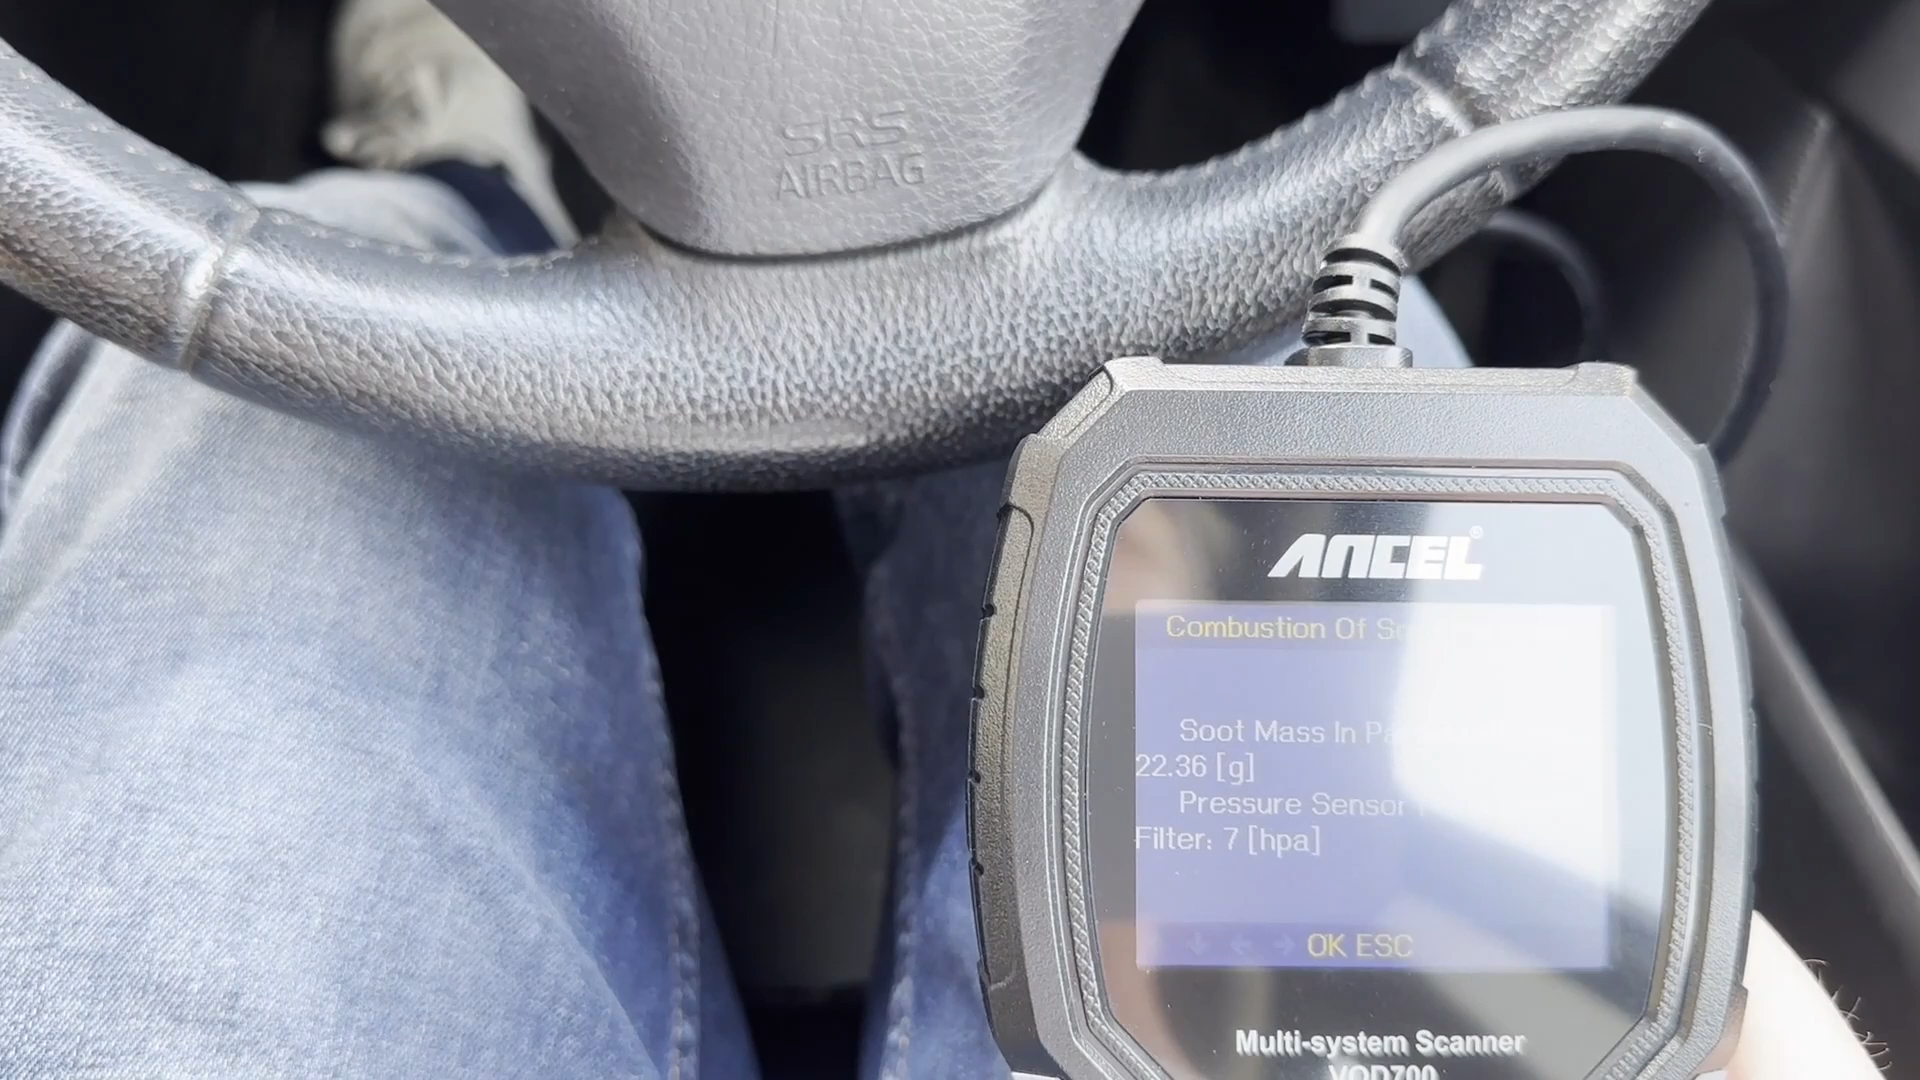 SRS
AIRBAG
ANCEL
Combustion Of
Soot Mass In
22.36 [g]
Pressure Sensor
Filter: 7 [hpa]
OK ESC
Multi-system Scanner
VOD700